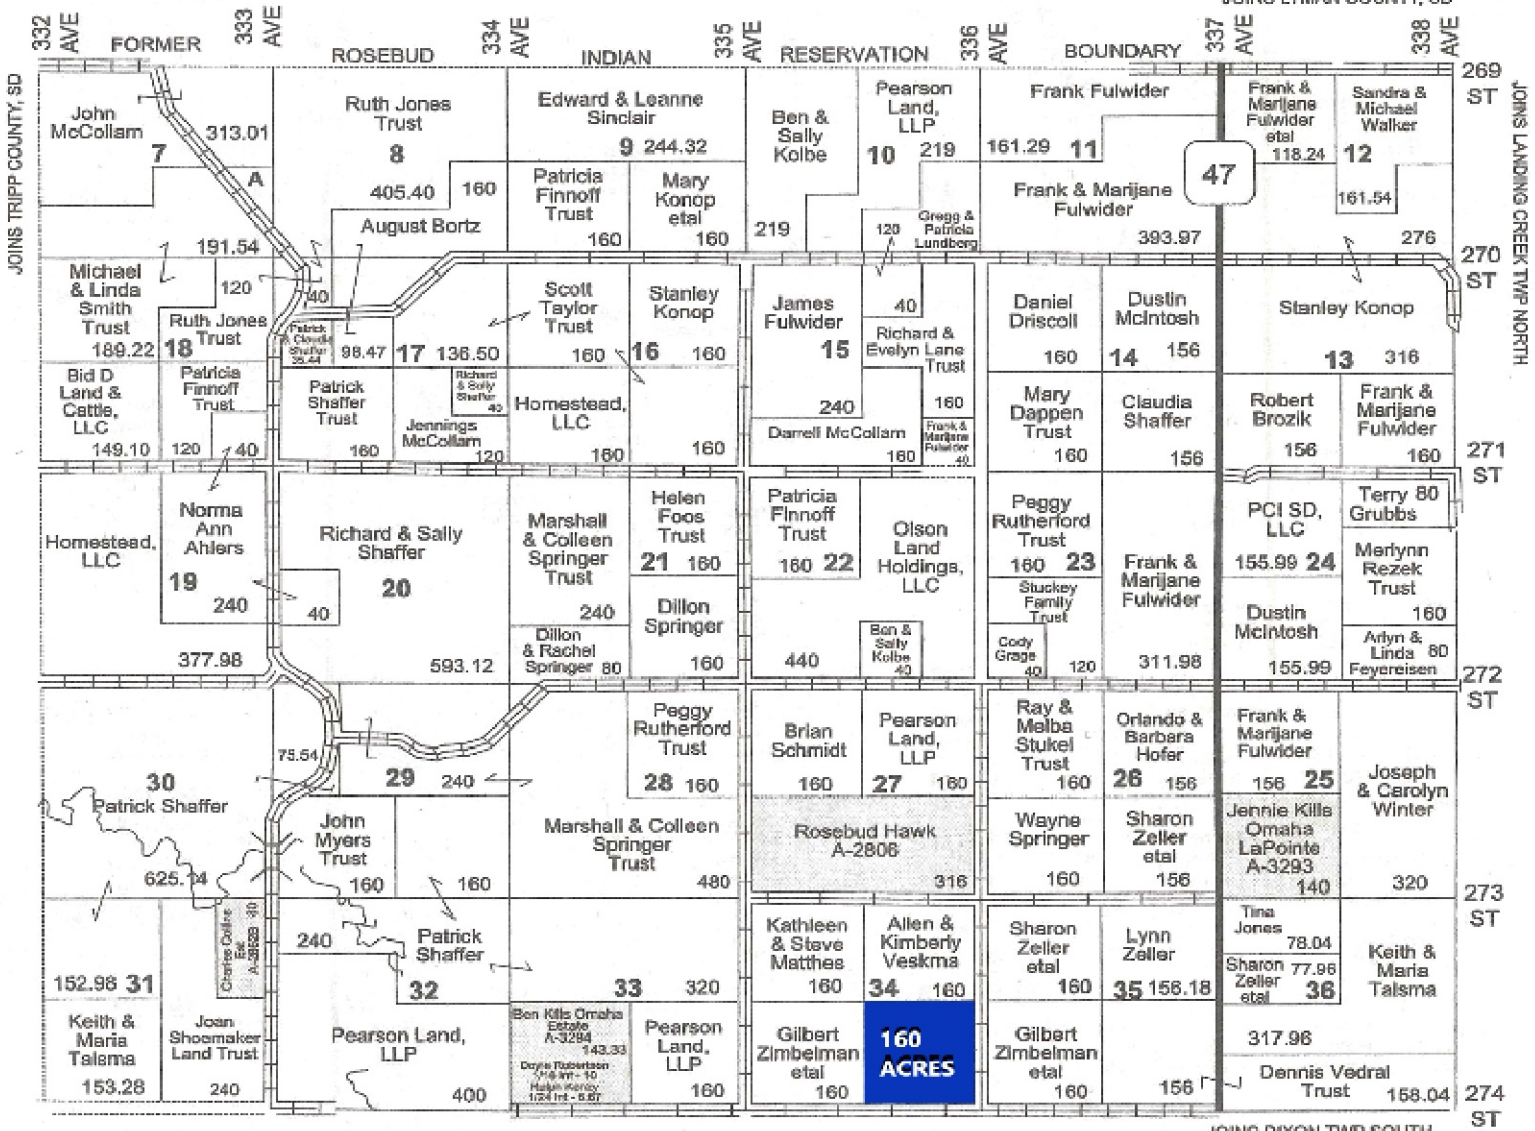 332 AVE
FORMER
333 AVE
ROSEBUD
334 AVE
INDIAN
335 AVE
RESERVATION
336 AVE
BOUNDARY
337 AVE
338 AVE
269 ST
JOINS TRIPP COUNTY, SD
JOINS LANDING CREEK TWP NORTH
John
McCollam
7
313.01
A
191.54
Ruth Jones
Trust
8
405.40
160
August Bortz
Edward & Leanne
Sinclair
9 244.32
Patricia
Finnoff
Trust
160
Mary
Konop
etal
160
Ben &
Sally
Kolbe
219
Pearson
Land,
LLP
10 219
120
Gregg &
Patricia
Lundberg
Frank Fulwider
161.29 11
Frank & Marijane
Fulwider
393.97
47
Frank &
Marijane
Fulwider
etal
118.24
Sandra &
Michael
Walker
12
161.54
276
270 ST
Michael
& Linda
Smith
Trust
189.22
120
Ruth Jones
18 Trust
Bid D
Land &
Cattle,
LLC
149.10
Patricia
Finnoff
Trust
120
40
40
Patrick
& Claudia
Shaffer
35.44
98.47
17 136.50
Patrick
Shaffer
Trust
160
Richard
& Sally
Shaffer
40
Jennings
McCollam
120
Scott
Taylor
Trust
160
Stanley
Konop
16 160
Homestead,
LLC
160
160
James
Fulwider
15
240
40
Richard &
Evelyn Lane
Trust
160
Darrell McCollam
160
Frank &
Marijane
Fulwider
40
Daniel
Driscoll
160
Dustin
McIntosh
14 156
Mary
Dappen
Trust
160
Claudia
Shaffer
156
Stanley Konop
13 316
Robert
Brozik
156
Frank &
Marijane
Fulwider
160
271 ST
Homestead,
LLC
377.98
Norma
Ann
Ahlers
19
240
Richard & Sally
Shaffer
20
40
593.12
Marshall
& Colleen
Springer
Trust
240
Dillon
& Rachel
Springer 80
Helen
Foos
Trust
21 160
Dillon
Springer
160
Patricia
Finnoff
Trust
160 22
Olson
Land
Holdings,
LLC
440
Ben &
Sally
Kolbe
40
Peggy
Rutherford
Trust
160 23
Stuckey
Family
Trust
120
Cody
Grage
40
Frank &
Marijane
Fulwider
311.98
PCI SD,
LLC
155.99 24
Dustin
McIntosh
155.99
Terry 80
Grubbs
Merlynn
Rezek
Trust
160
Arlyn &
Linda 80
Feyereisen
272 ST
30
Patrick Shaffer
75.54
29 240
John
Myers
Trust
160
160
Peggy
Rutherford
Trust
28 160
Marshall & Colleen
Springer
Trust
480
Brian
Schmidt
160
Pearson
Land,
LLP
27 160
Rosebud Hawk
A-2806
316
Ray &
Melba
Stukel
Trust
160
Orlando &
Barbara
Hofer
26 156
Wayne
Springer
160
Sharon
Zeller
etal
156
Frank &
Marijane
Fulwider
156 25
Jennie Kills
Omaha
LaPointe
A-3293
140
Joseph
& Carolyn
Winter
320
273 ST
152.98 31
Keith &
Maria
Talsma
153.28
Joan
Shoemaker
Land Trust
240
240
Patrick
Shaffer
32
Pearson Land,
LLP
400
33 320
Ben Kills Omaha
Estate
A-3294
143.33
Pearson
Land,
LLP
160
Kathleen
& Steve
Matthes
160
Allen &
Kimberly
Veskrna
34 160
Gilbert
Zimbelman
etal
160
160
ACRES
Sharon
Zeller
etal
160
Lynn
Zeller
35 156.18
Gilbert
Zimbelman
etal
160
156
Tina
Jones
78.04
Sharon 77.96
Zeller
etal 36
Keith &
Maria
Talsma
317.96
Dennis Vedral
Trust 158.04
274 ST